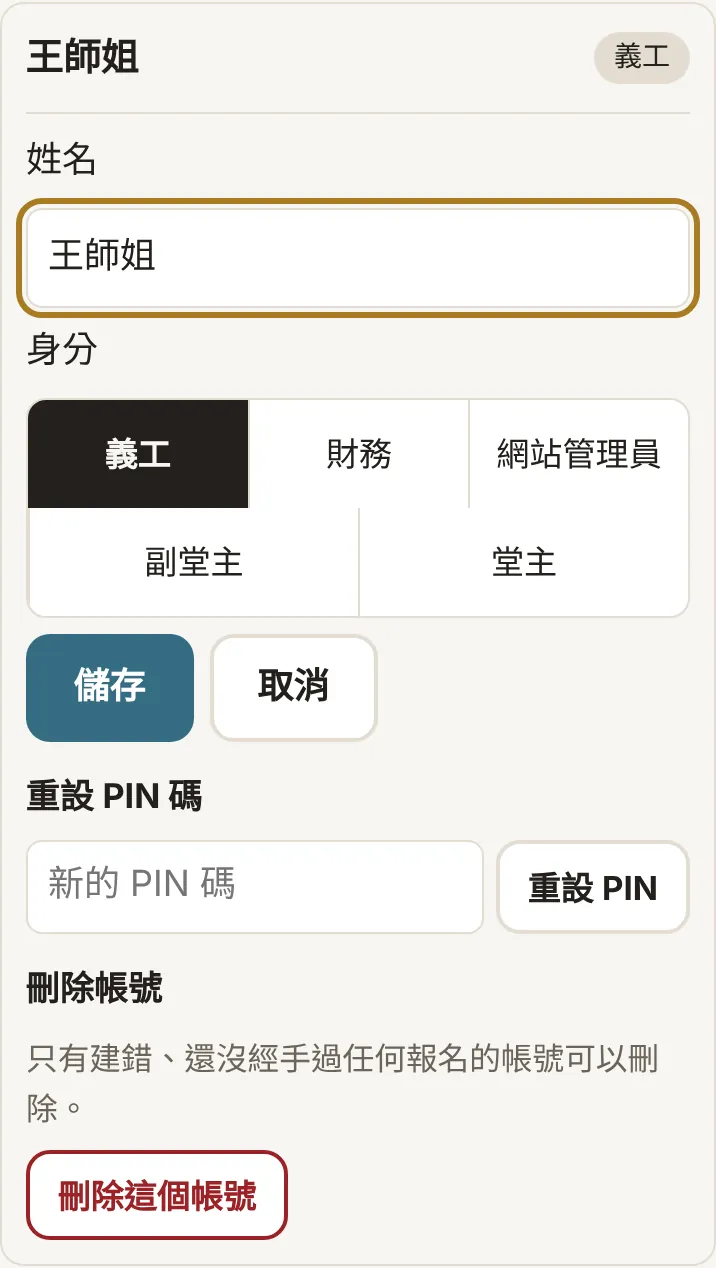 王師姐
義工
姓名
王師姐
身分
義工 財務 網站管理員
副堂主 堂主
儲存 取消
重設 PIN 碼
新的 PIN 碼 重設 PIN
刪除帳號
只有建錯、還沒經手過任何報名的帳號可以刪
除。
刪除這個帳號